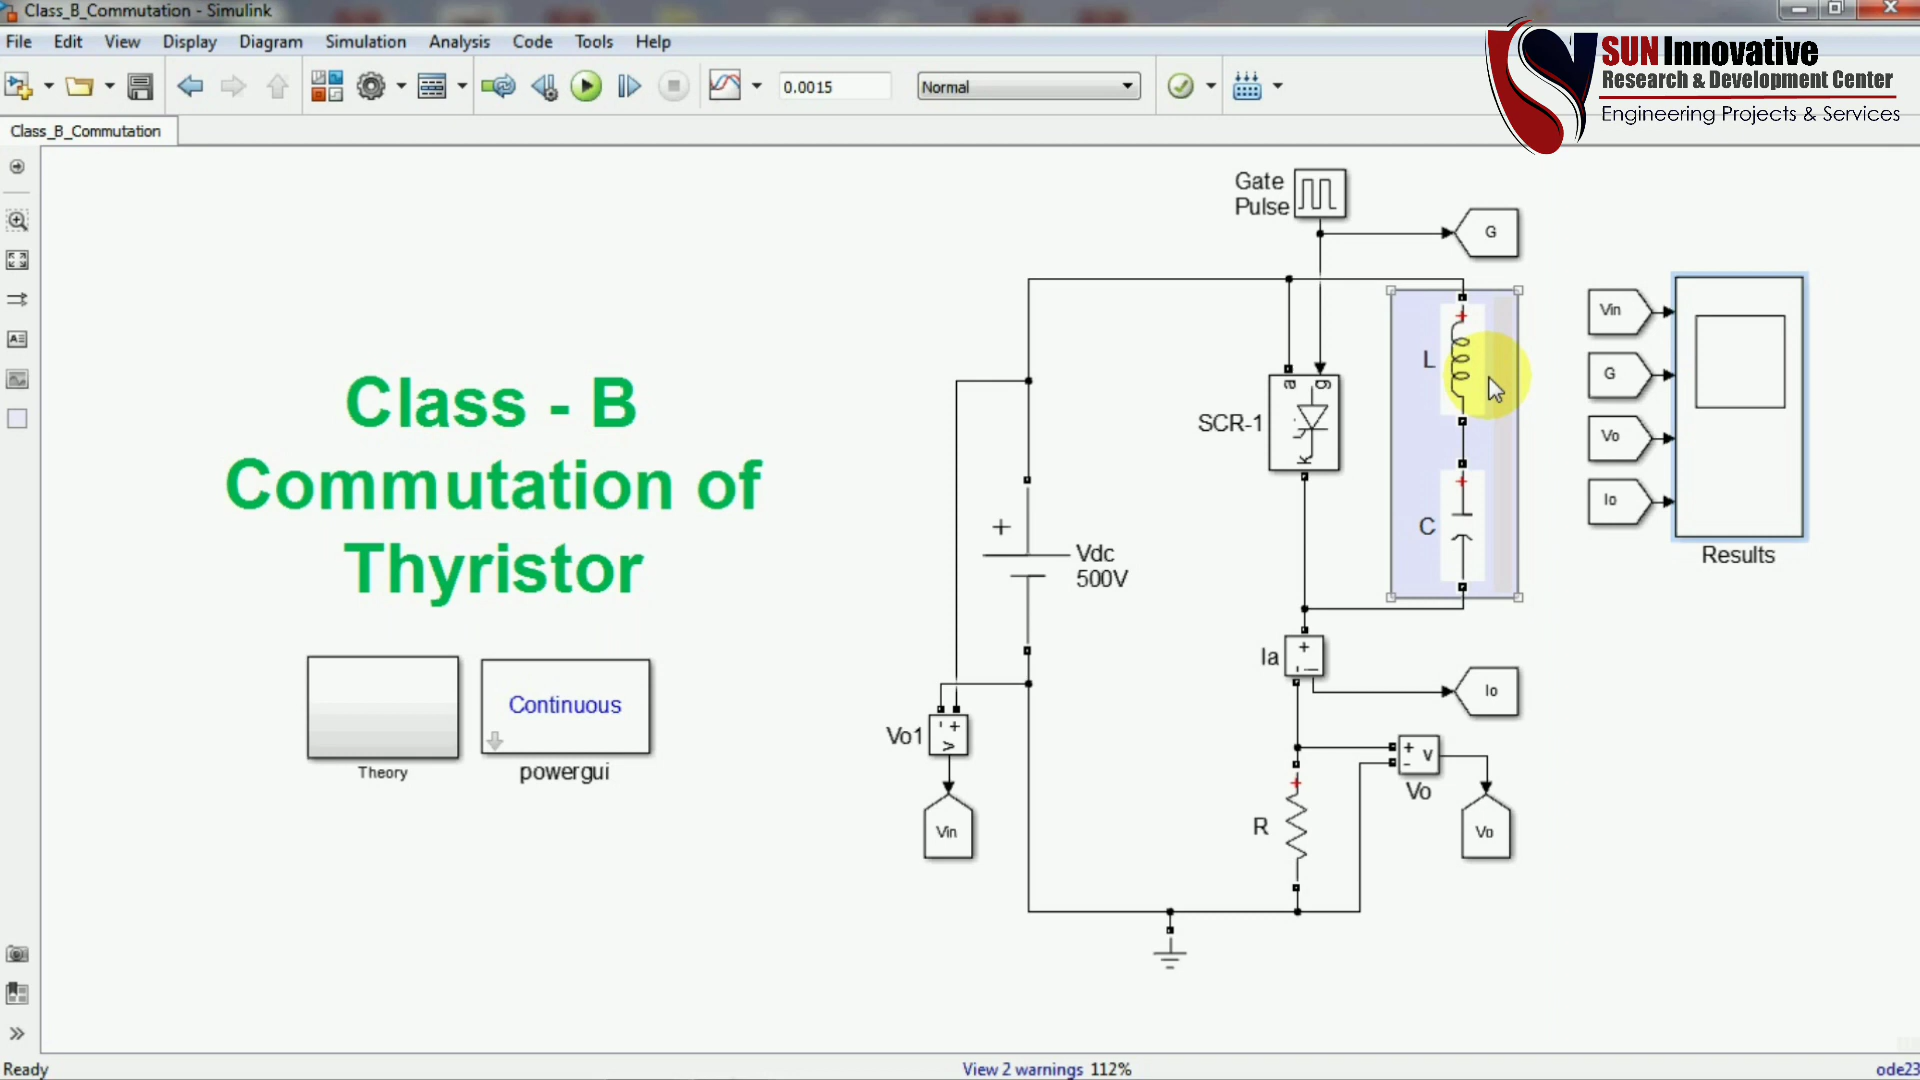 Class_B_Commutation - Simulink
File Edit View Display Diagram Simulation Analysis Code Tools Help
0.0015
Normal
SUN Innovative
Research & Development Center
Engineering Projects & Services
Class_B_Commutation
Gate
Pulse
G
Vin
G
Vo
Io
Results
L
C
SCR-1
a
g
k
Class - B
Commutation of
Thyristor
+
Vdc
500V
Ia
+
-
i
Io
Continuous
Theory
powergui
Vo1
- +
v
Vin
+
-
v
Vo
Vo
R
Ready
View 2 warnings 112%
ode23